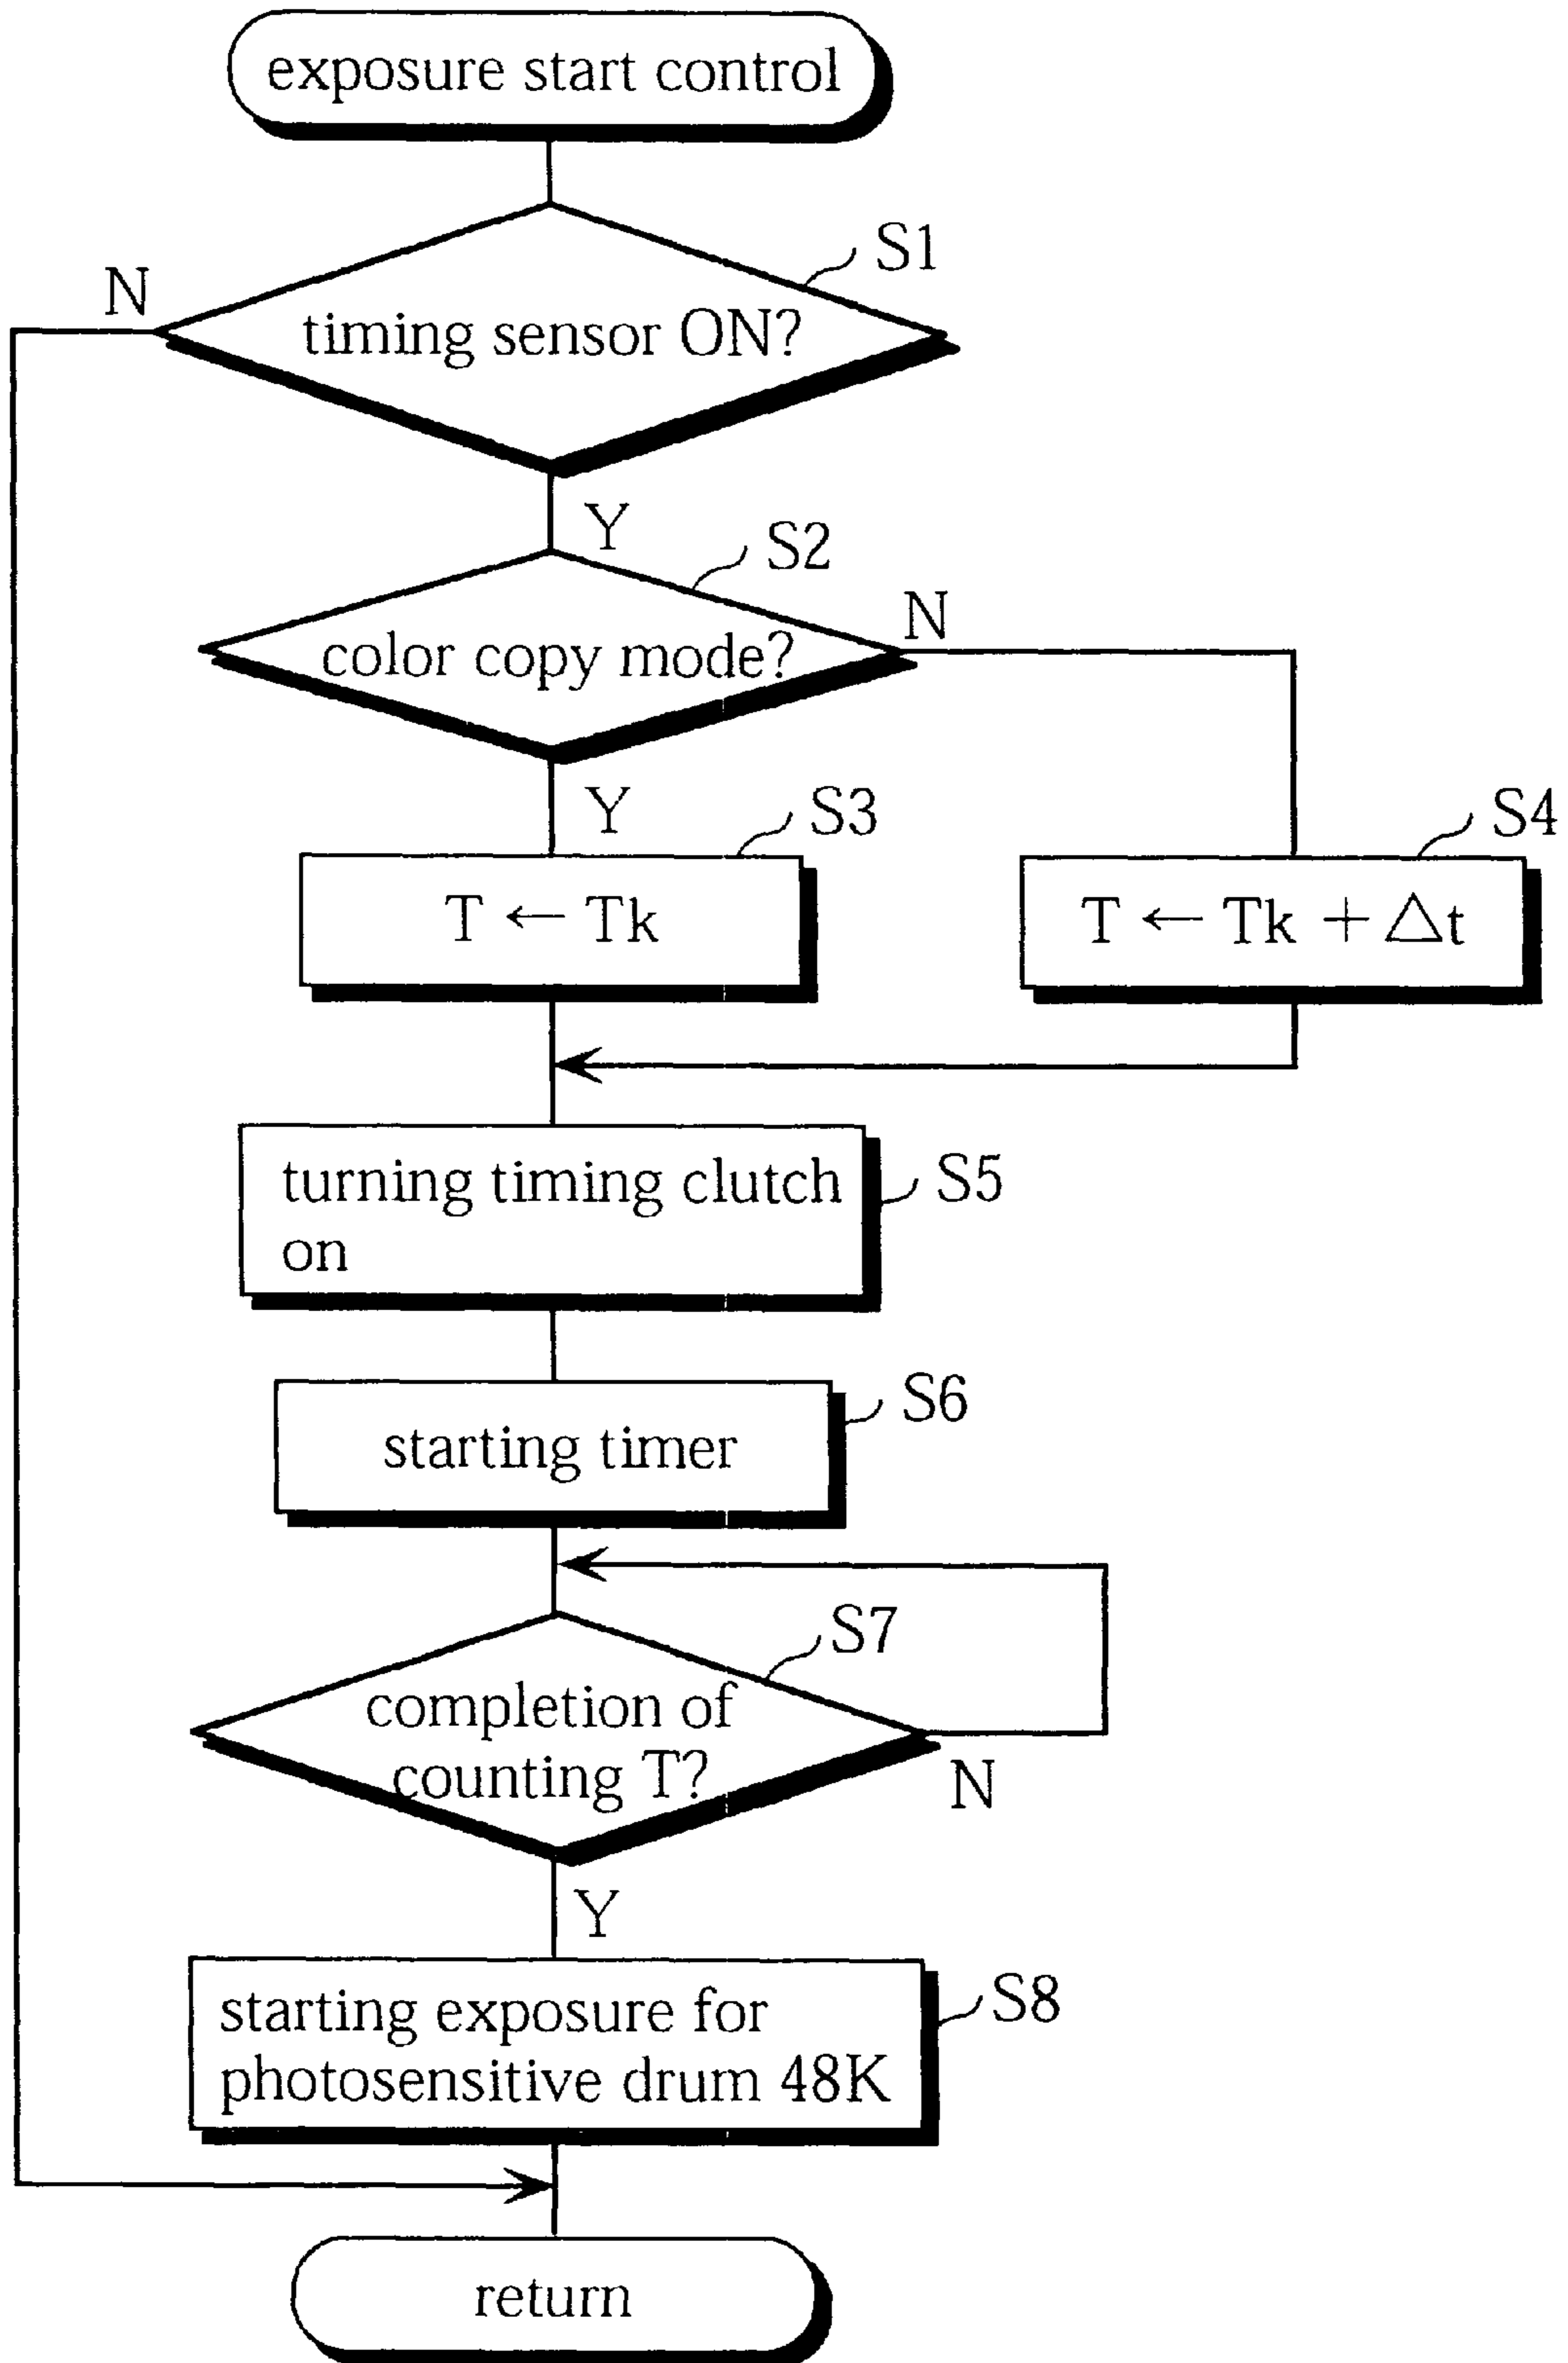 exposure start control
S1
N
timing sensor ON?
Y
S2
N
color copy mode?
Y
S3
S4
T ← Tk
T ← Tk + △t
turning timing clutch
on
S5
S6
starting timer
S7
completion of
counting T?
N
Y
starting exposure for
photosensitive drum 48K
S8
return